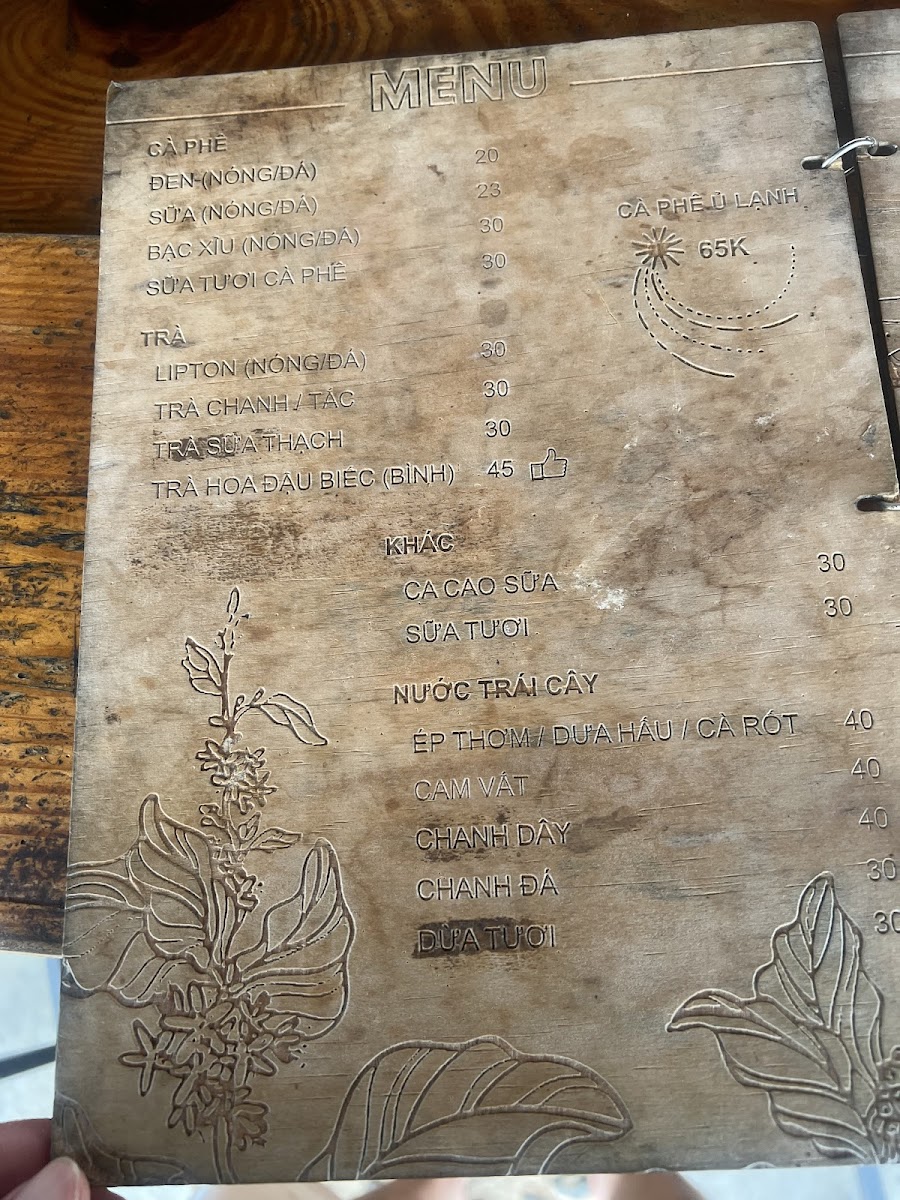 MENU
CÀ PHÊ
ĐEN (NÓNG/ĐÁ) 20
SỮA (NÓNG/ĐÁ) 23
BẠC XỈU (NÓNG/ĐÁ) 30
SỮA TƯƠI CÀ PHÊ 30
CÀ PHÊ Ủ LẠNH
65K
TRÀ
LIPTON (NÓNG/ĐÁ) 30
TRÀ CHANH / TẮC 30
TRÀ SỮA THẠCH 30
TRÀ HOA ĐẬU BIẾC (BÌNH) 45
KHÁC
CA CAO SỮA 30
SỮA TƯƠI 30
NƯỚC TRÁI CÂY
ÉP THƠM / DƯA HẤU / CÀ RỐT 40
CAM VẮT 40
CHANH DÂY 40
CHANH ĐÁ 30
DỪA TƯƠI 30